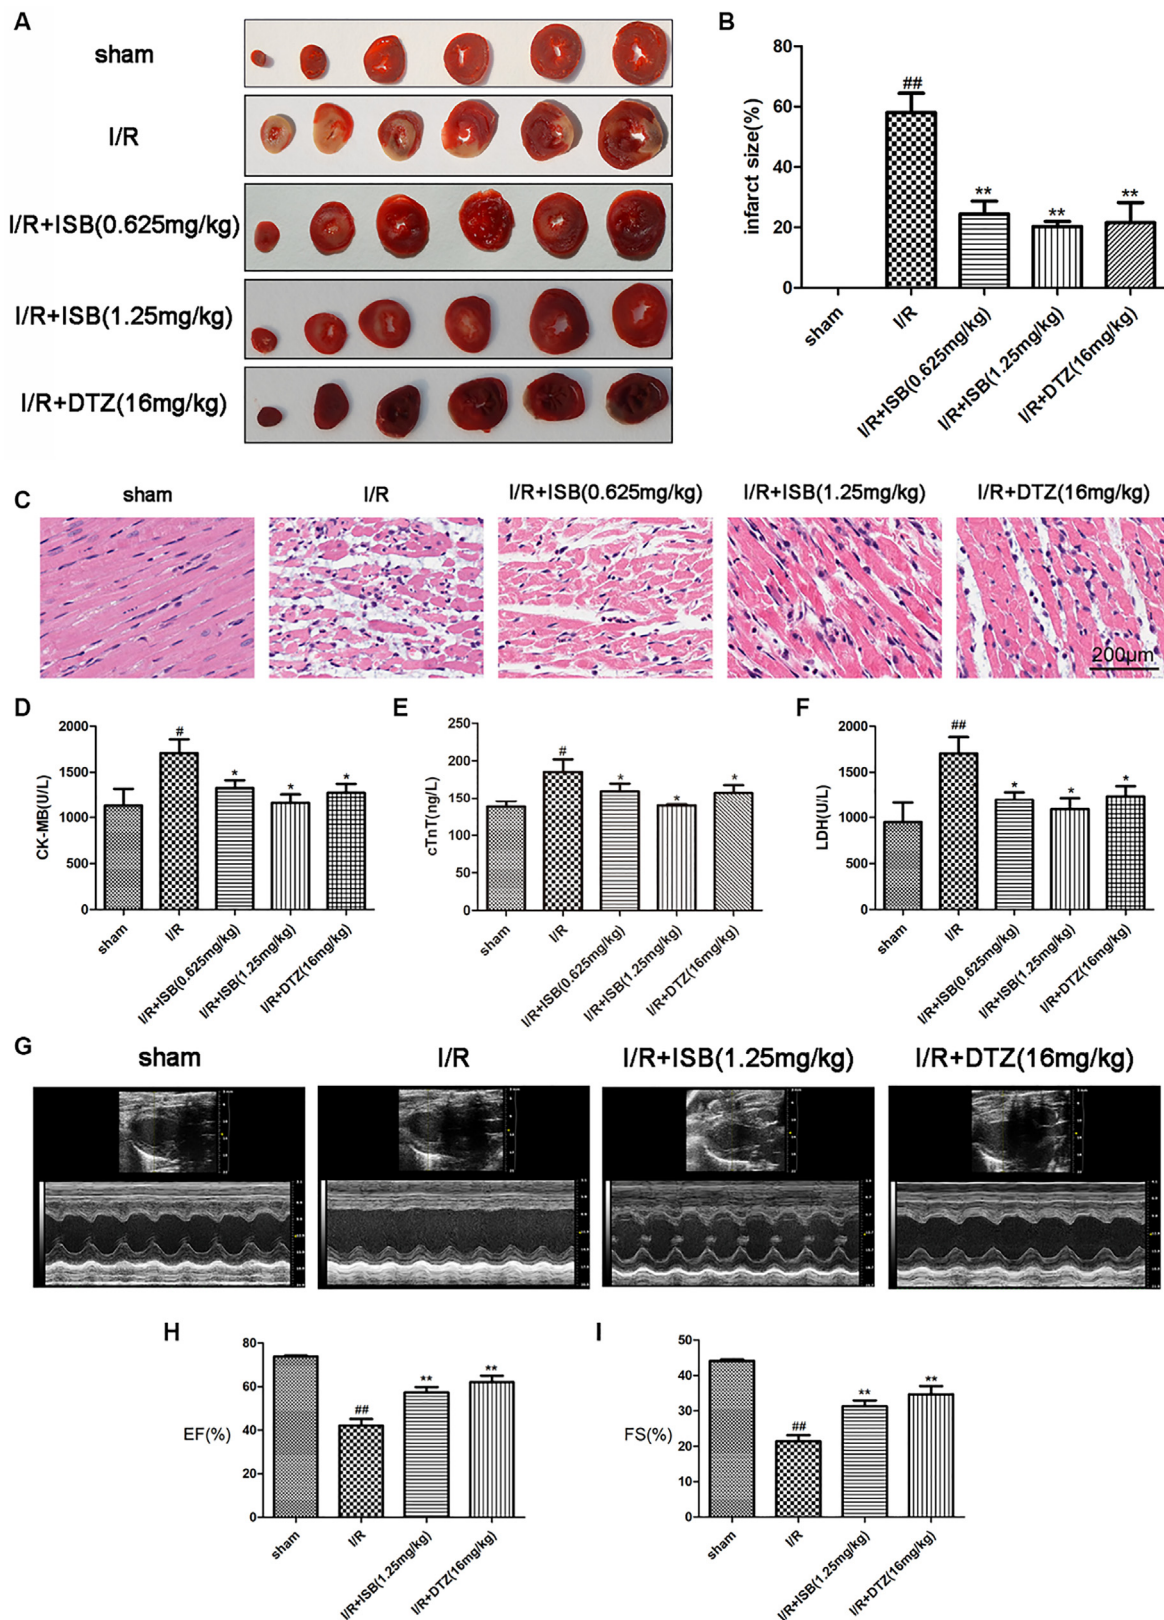 A
sham
I/R
I/R+ISB(0.625mg/kg)
I/R+ISB(1.25mg/kg)
I/R+DTZ(16mg/kg)
B
infarct size(%)
80
60
40
20
0
##
**
**
**
sham
I/R
I/R+ISB(0.625mg/kg)
I/R+ISB(1.25mg/kg)
I/R+DTZ(16mg/kg)
C
sham
I/R
I/R+ISB(0.625mg/kg)
I/R+ISB(1.25mg/kg)
I/R+DTZ(16mg/kg)
200μm
D
CK-MB(U/L)
2000
1500
1000
500
0
#
*
*
*
sham
I/R
I/R+ISB(0.625mg/kg)
I/R+ISB(1.25mg/kg)
I/R+DTZ(16mg/kg)
E
cTnT(ng/L)
250
200
150
100
50
0
#
*
*
*
sham
I/R
I/R+ISB(0.625mg/kg)
I/R+ISB(1.25mg/kg)
I/R+DTZ(16mg/kg)
F
LDH(U/L)
2000
1500
1000
500
0
##
*
*
*
sham
I/R
I/R+ISB(0.625mg/kg)
I/R+ISB(1.25mg/kg)
I/R+DTZ(16mg/kg)
G
sham
I/R
I/R+ISB(1.25mg/kg)
I/R+DTZ(16mg/kg)
H
EF(%)
80
60
40
20
0
##
**
**
sham
I/R
I/R+ISB(1.25mg/kg)
I/R+DTZ(16mg/kg)
I
FS(%)
50
40
30
20
10
0
##
**
**
sham
I/R
I/R+ISB(1.25mg/kg)
I/R+DTZ(16mg/kg)